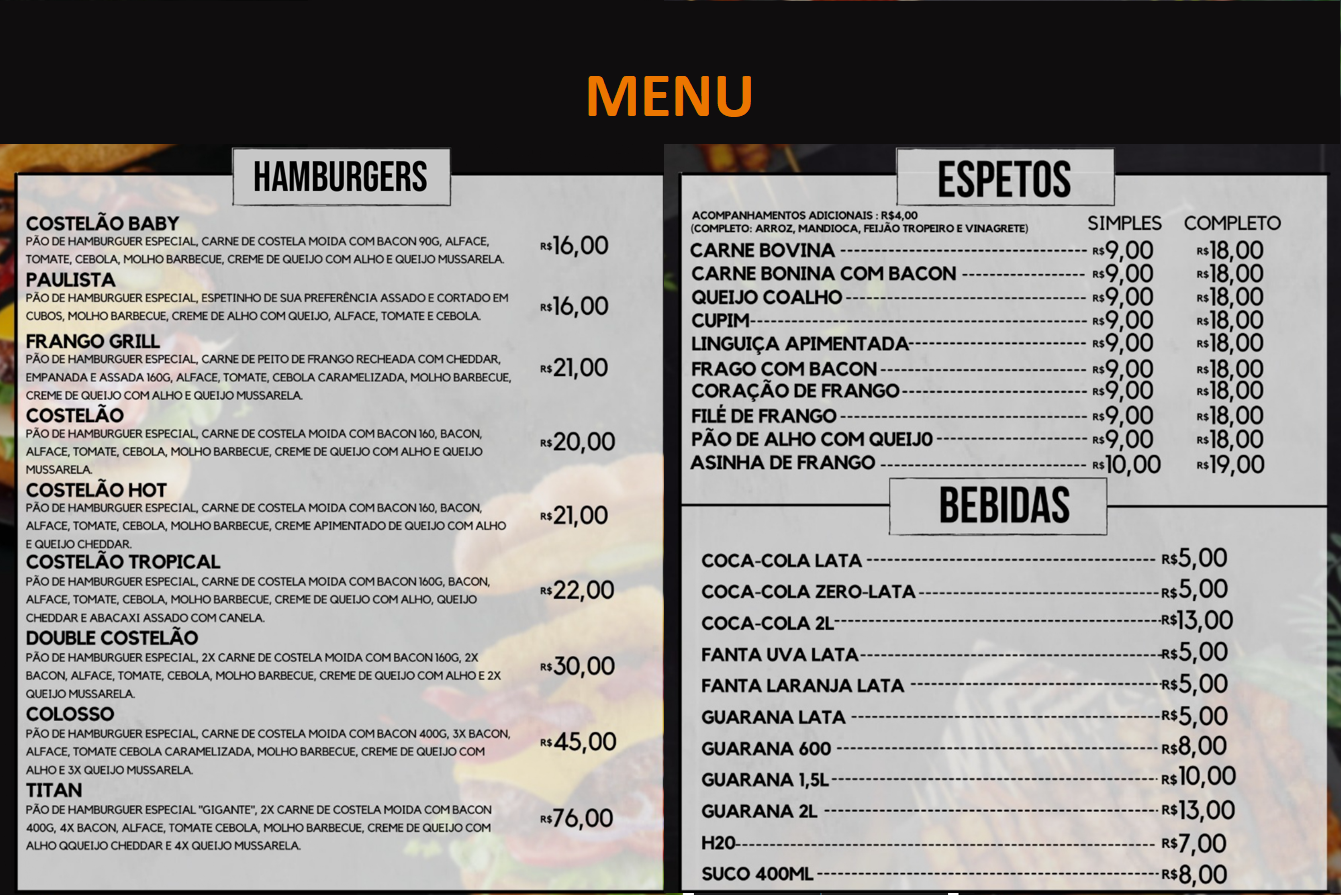 MENU
HAMBURGERS
COSTELÃO BABY
PÃO DE HAMBURGUER ESPECIAL, CARNE DE COSTELA MOIDA COM BACON 90G, ALFACE,
TOMATE, CEBOLA, MOLHO BARBECUE, CREME DE QUEIJO COM ALHO E QUEIJO MUSSARELA.
R$16,00
PAULISTA
PÃO DE HAMBURGUER ESPECIAL, ESPETINHO DE SUA PREFERÊNCIA ASSADO E CORTADO EM
CUBOS, MOLHO BARBECUE, CREME DE ALHO COM QUEIJO, ALFACE, TOMATE E CEBOLA.
R$16,00
FRANGO GRILL
PÃO DE HAMBURGUER ESPECIAL, CARNE DE PEITO DE FRANGO RECHEADA COM CHEDDAR,
EMPANADA E ASSADA 160G, ALFACE, TOMATE, CEBOLA CARAMELIZADA, MOLHO BARBECUE,
CREME DE QUEIJO COM ALHO E QUEIJO MUSSARELA.
R$21,00
COSTELÃO
PÃO DE HAMBURGUER ESPECIAL, CARNE DE COSTELA MOIDA COM BACON 160, BACON,
ALFACE, TOMATE, CEBOLA, MOLHO BARBECUE, CREME DE QUEIJO COM ALHO E QUEIJO
MUSSARELA.
R$20,00
COSTELÃO HOT
PÃO DE HAMBURGUER ESPECIAL, CARNE DE COSTELA MOIDA COM BACON 160, BACON,
ALFACE, TOMATE, CEBOLA, MOLHO BARBECUE, CREME APIMENTADO DE QUEIJO COM ALHO
E QUEIJO CHEDDAR.
R$21,00
COSTELÃO TROPICAL
PÃO DE HAMBURGUER ESPECIAL, CARNE DE COSTELA MOIDA COM BACON 160G, BACON,
ALFACE, TOMATE, CEBOLA, MOLHO BARBECUE, CREME DE QUEIJO COM ALHO, QUEIJO
CHEDDAR E ABACAXI ASSADO COM CANELA.
R$22,00
DOUBLE COSTELÃO
PÃO DE HAMBURGUER ESPECIAL, 2X CARNE DE COSTELA MOIDA COM BACON 160G, 2X
BACON, ALFACE, TOMATE, CEBOLA, MOLHO BARBECUE, CREME DE QUEIJO COM ALHO E 2X
QUEIJO MUSSARELA.
R$30,00
COLOSSO
PÃO DE HAMBURGUER ESPECIAL, CARNE DE COSTELA MOIDA COM BACON 400G, 3X BACON,
ALFACE, TOMATE CEBOLA CARAMELIZADA, MOLHO BARBECUE, CREME DE QUEIJO COM
ALHO E 3X QUEIJO MUSSARELA.
R$45,00
TITAN
PÃO DE HAMBURGUER ESPECIAL "GIGANTE", 2X CARNE DE COSTELA MOIDA COM BACON
400G, 4X BACON, ALFACE, TOMATE CEBOLA, MOLHO BARBECUE, CREME DE QUEIJO COM
ALHO QQUEIJO CHEDDAR E 4X QUEIJO MUSSARELA.
R$76,00
ESPETOS
ACOMPANHAMENTOS ADICIONAIS : R$4,00
(COMPLETO: ARROZ, MANDIOCA, FEIJÃO TROPEIRO E VINAGRETE)
SIMPLES COMPLETO
CARNE BOVINA R$9,00 R$18,00
CARNE BONINA COM BACON R$9,00 R$18,00
QUEIJO COALHO R$9,00 R$18,00
CUPIM R$9,00 R$18,00
LINGUIÇA APIMENTADA R$9,00 R$18,00
FRAGO COM BACON R$9,00 R$18,00
CORAÇÃO DE FRANGO R$9,00 R$18,00
FILÉ DE FRANGO R$9,00 R$18,00
PÃO DE ALHO COM QUEIJ0 R$9,00 R$18,00
ASINHA DE FRANGO R$10,00 R$19,00
BEBIDAS
COCA-COLA LATA R$5,00
COCA-COLA ZERO-LATA R$5,00
COCA-COLA 2L R$13,00
FANTA UVA LATA R$5,00
FANTA LARANJA LATA R$5,00
GUARANA LATA R$5,00
GUARANA 600 R$8,00
GUARANA 1,5L R$10,00
GUARANA 2L R$13,00
H20 R$7,00
SUCO 400ML R$8,00